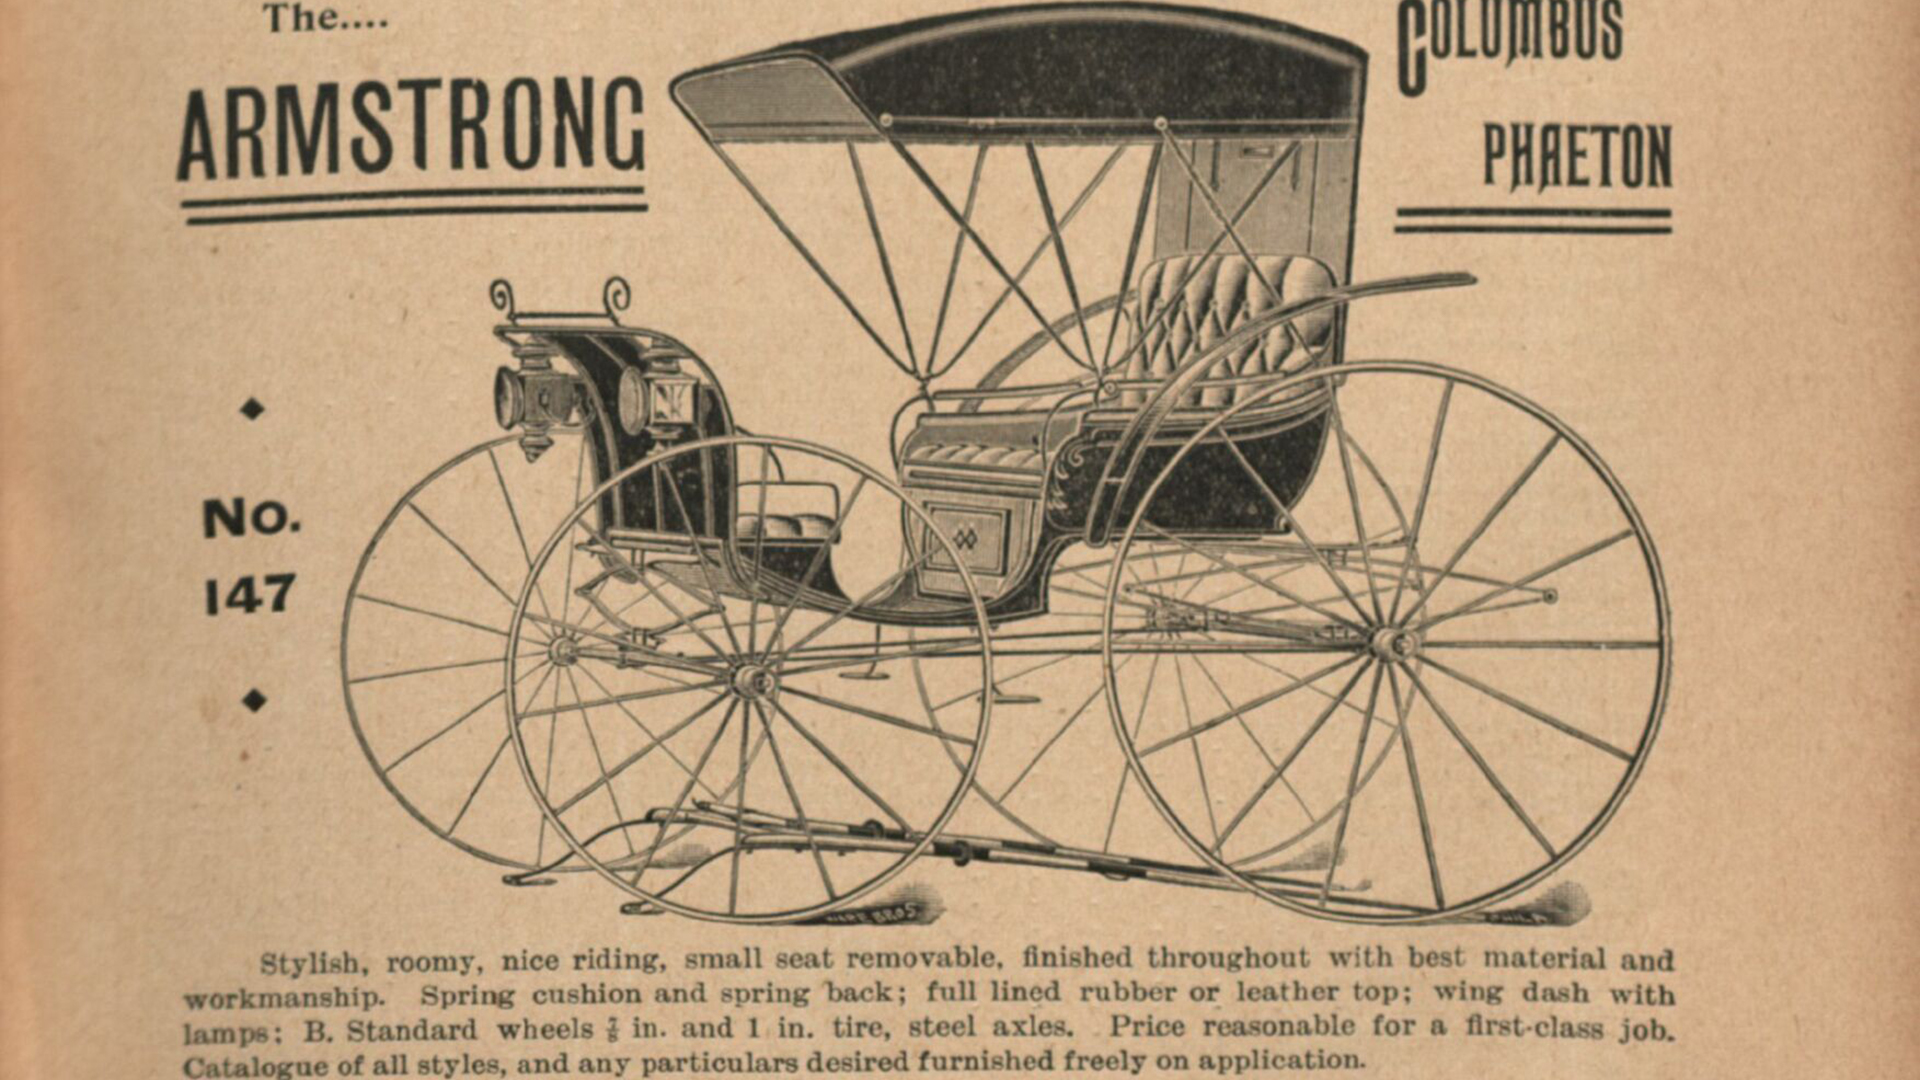 The....
ARMSTRONG
COLUMBUS
PHAETON
No.
147
WARE BROS
PHILA
Stylish, roomy, nice riding, small seat removable, finished throughout with best material and
workmanship. Spring cushion and spring back; full lined rubber or leather top; wing dash with
lamps; B. Standard wheels ⅞ in. and 1 in. tire, steel axles. Price reasonable for a first-class job.
Catalogue of all styles, and any particulars desired furnished freely on application.